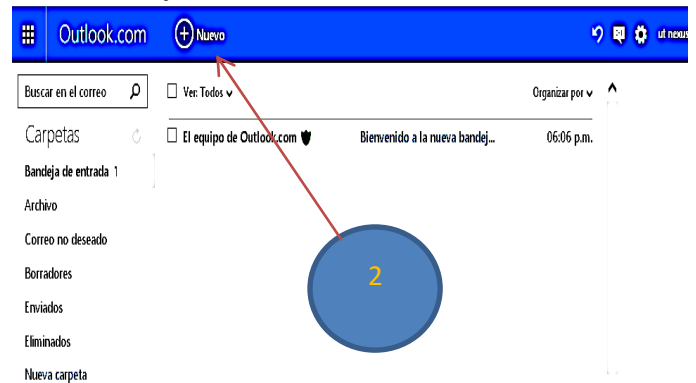 Outlook.com Nuevo ut nexus
Buscar en el correo Ver: Todos Organizar por
Carpetas
El equipo de Outlook.com Bienvenido a la nueva bandej... 06:06 p.m.
Bandeja de entrada 1
Archivo
Correo no deseado
Borradores
2
Enviados
Eliminados
Nueva carpeta